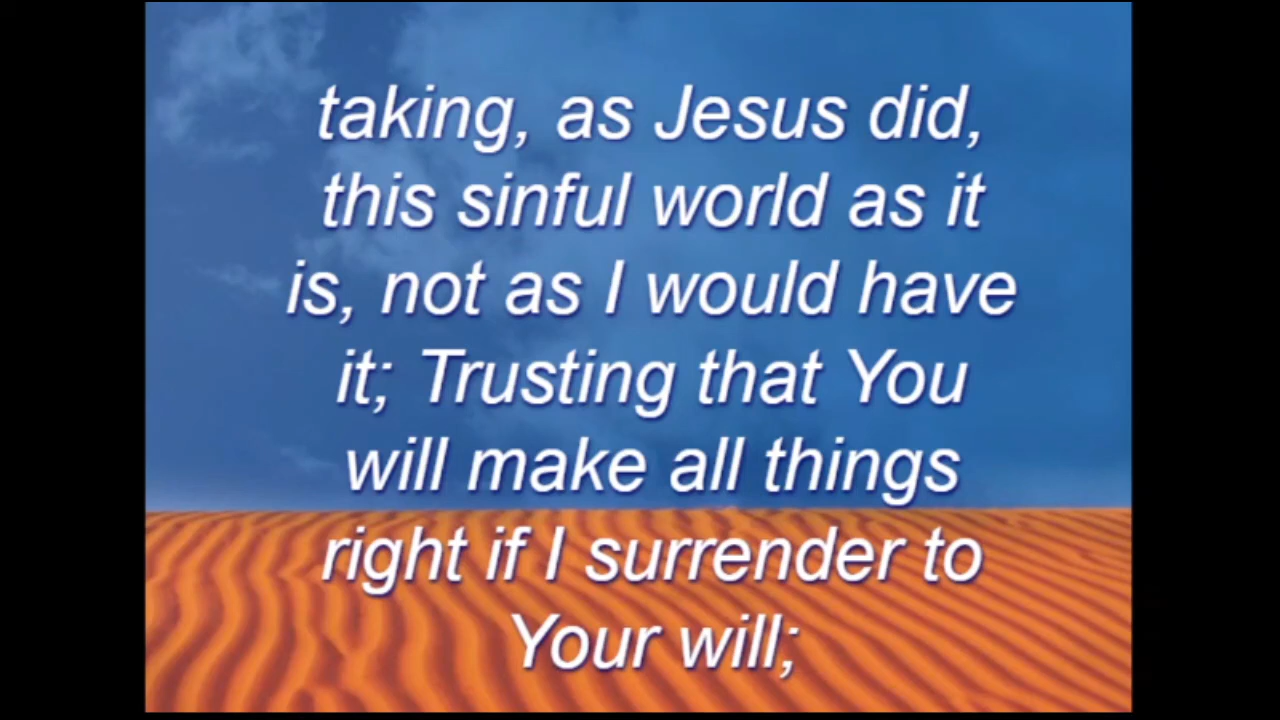 taking, as Jesus did,
this sinful world as it
is, not as I would have
it; Trusting that You
will make all things
right if I surrender to
Your will;